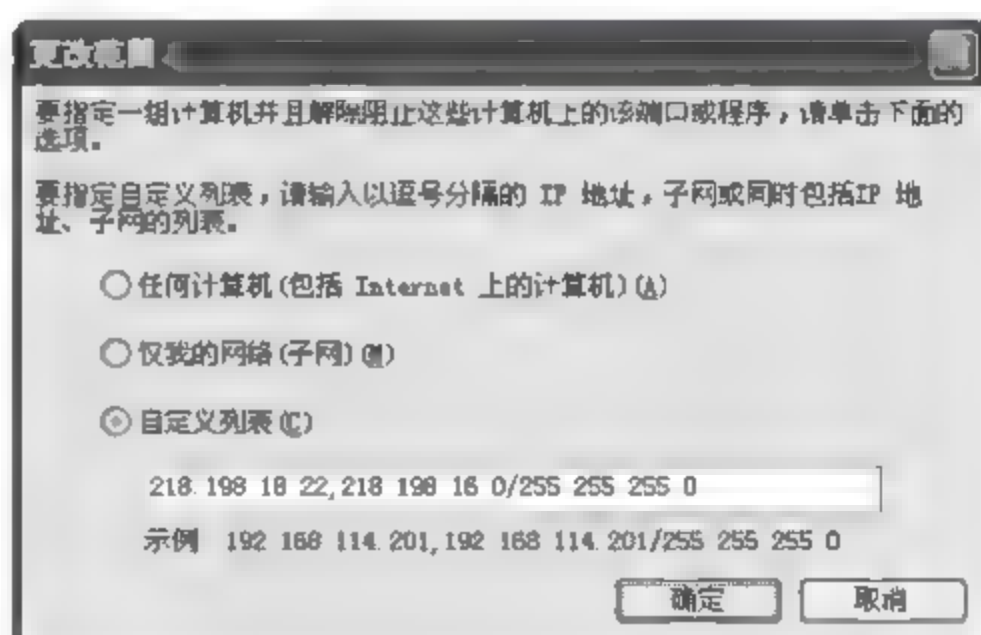 更改范围
要指定一组计算机并且解除阻止这些计算机上的该端口或程序，请单击下面的
选项。
要指定自定义列表，请输入以逗号分隔的 IP 地址，子网或同时包括IP 地
址、子网的列表。
任何计算机(包括 Internet 上的计算机)(A)
仅我的网络(子网)(M)
自定义列表(C)
218.198 18 22,218 198 16 0/255 255 255 0
示例 192 168 114.201,192 168 114.201/255 255 255 0
确定
取消